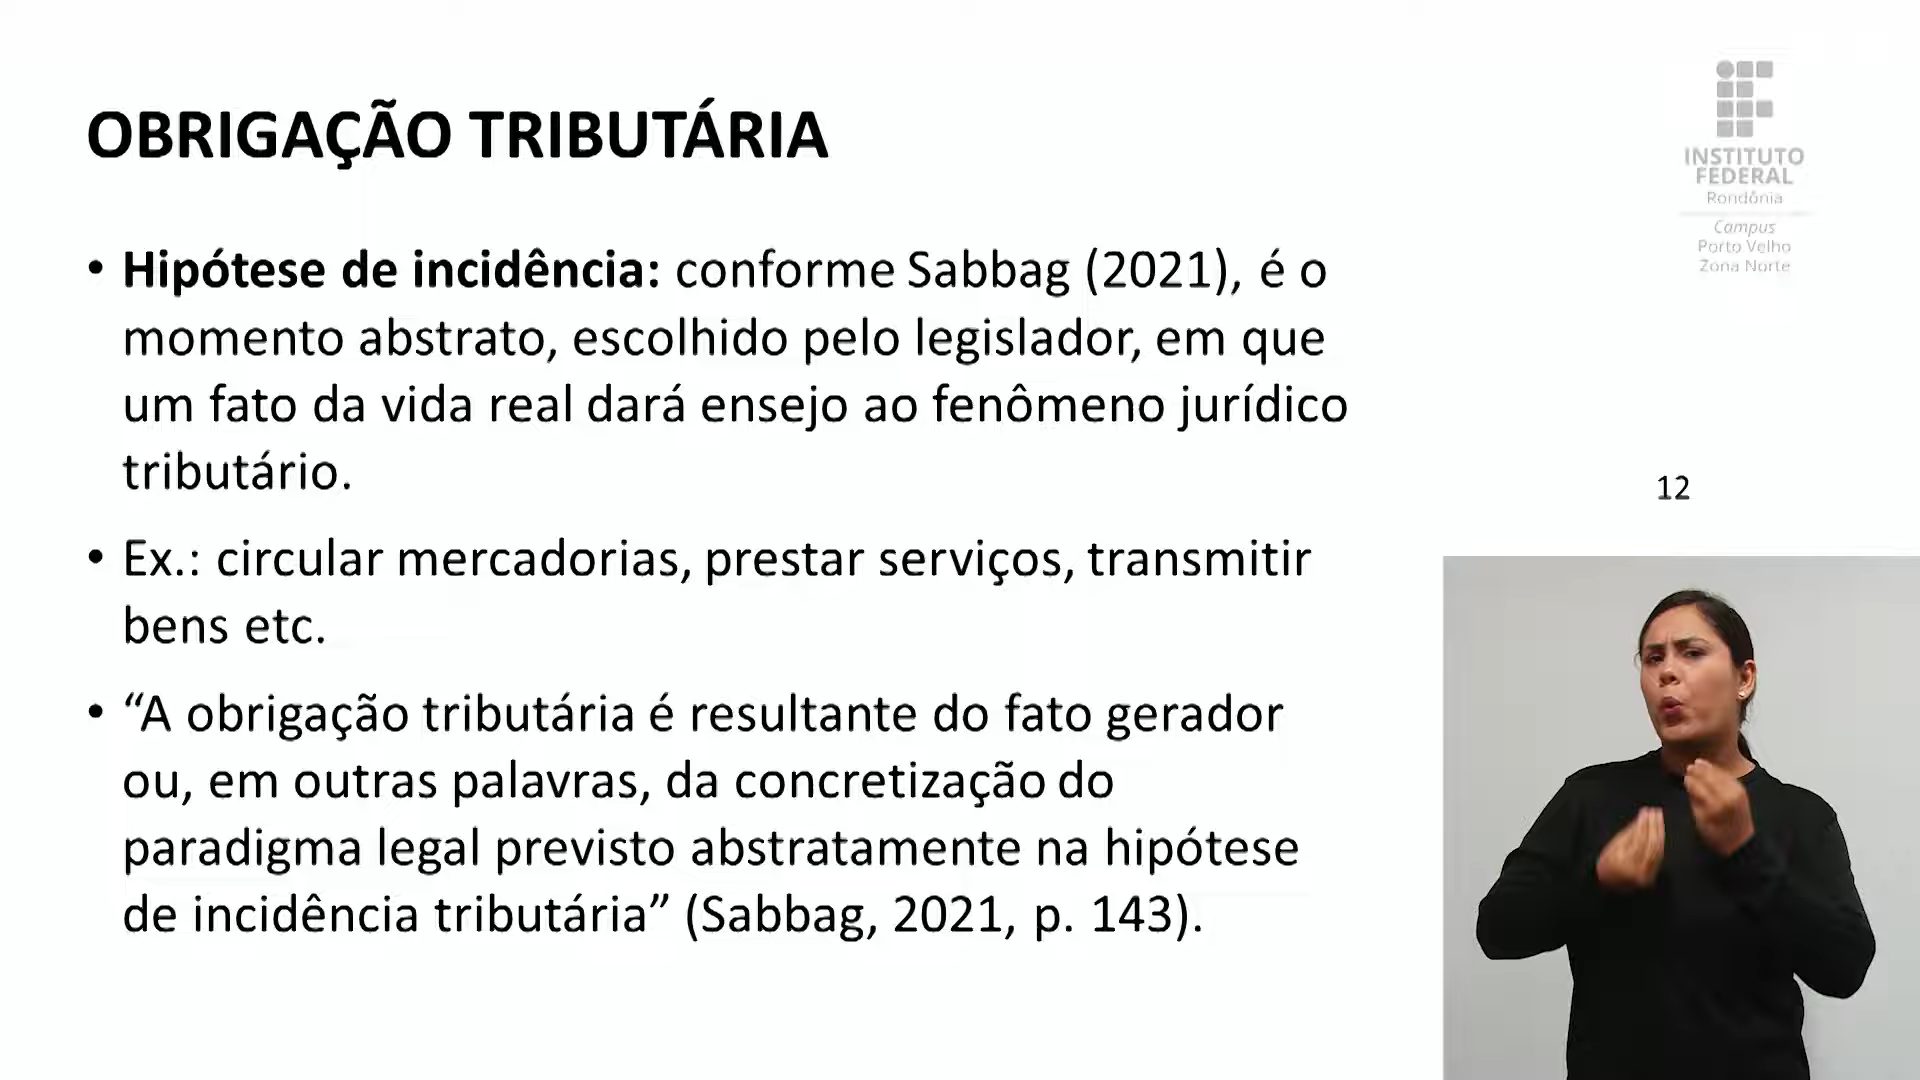 OBRIGAÇÃO TRIBUTÁRIA
INSTITUTO
FEDERAL
Rondônia
Campus
Porto Velho
Zona Norte
• Hipótese de incidência: conforme Sabbag (2021), é o
momento abstrato, escolhido pelo legislador, em que
um fato da vida real dará ensejo ao fenômeno jurídico
tributário.
12
• Ex.: circular mercadorias, prestar serviços, transmitir
bens etc.
• “A obrigação tributária é resultante do fato gerador
ou, em outras palavras, da concretização do
paradigma legal previsto abstratamente na hipótese
de incidência tributária” (Sabbag, 2021, p. 143).